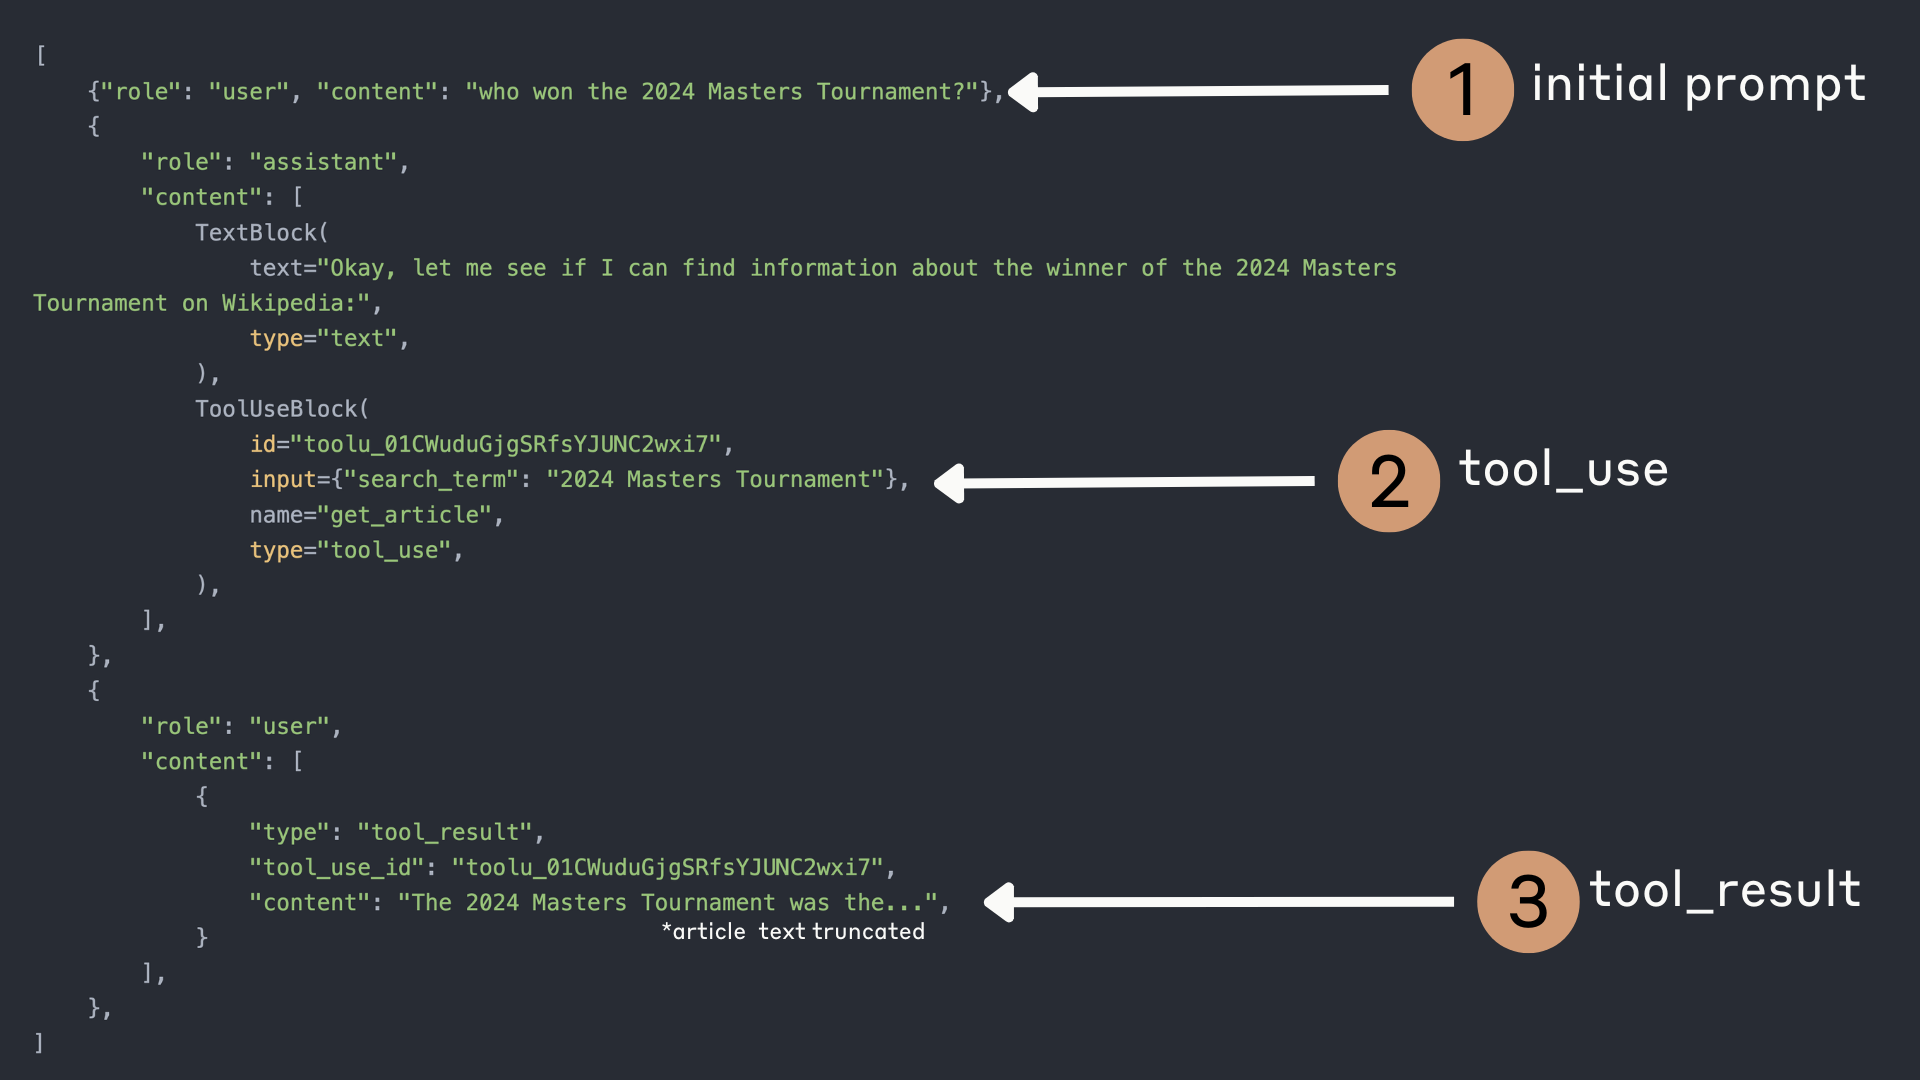 [
{"role": "user", "content": "who won the 2024 Masters Tournament?"},
1 initial prompt
{
"role": "assistant",
"content": [
TextBlock(
text="Okay, let me see if I can find information about the winner of the 2024 Masters
Tournament on Wikipedia:",
type="text",
),
ToolUseBlock(
id="toolu_01CWuduGjgSRfsYJUNC2wxi7",
input={"search_term": "2024 Masters Tournament"},
2 tool_use
name="get_article",
type="tool_use",
),
],
},
{
"role": "user",
"content": [
{
"type": "tool_result",
"tool_use_id": "toolu_01CWuduGjgSRfsYJUNC2wxi7",
"content": "The 2024 Masters Tournament was the...",
3 tool_result
*article text truncated
}
],
},
]